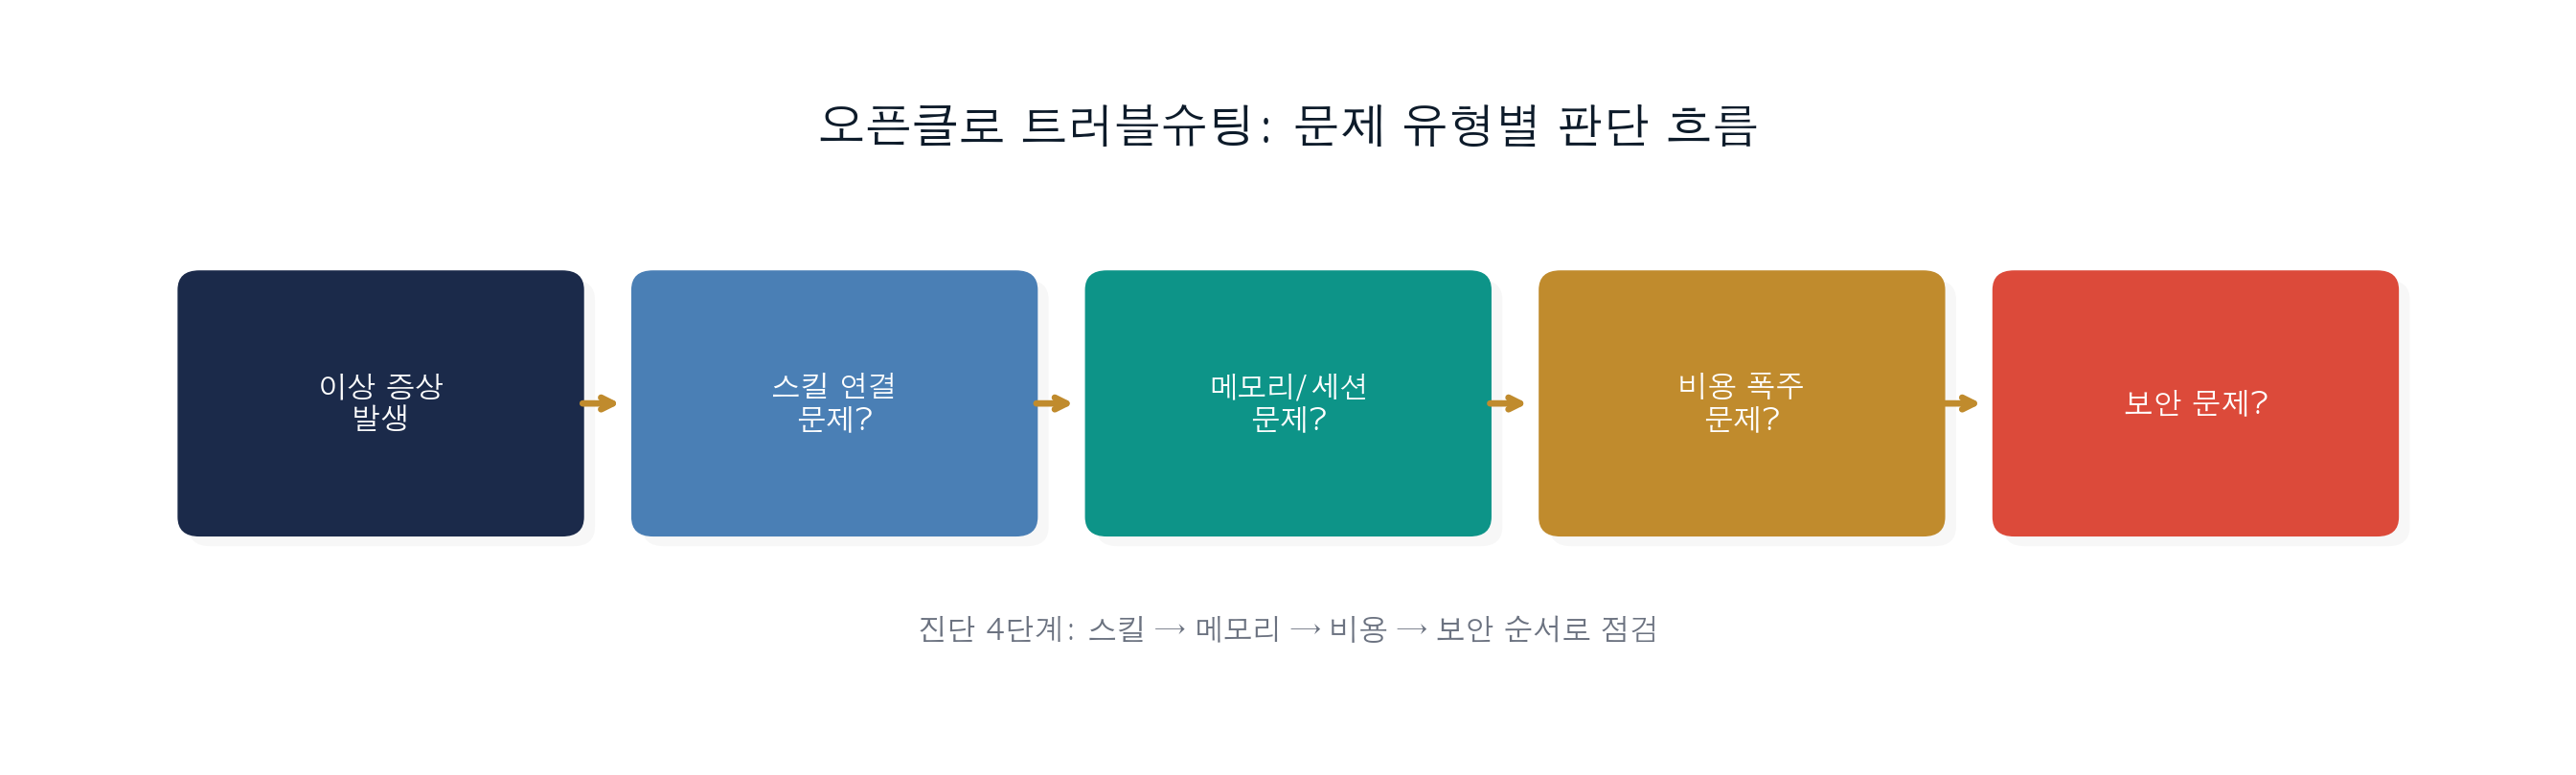 오픈클로 트러블슈팅: 문제 유형별 판단 흐름
이상 증상
발생
스킬 연결
문제?
메모리/세션
문제?
비용 폭주
문제?
보안 문제?
진단 4단계: 스킬 → 메모리 → 비용 → 보안 순서로 점검